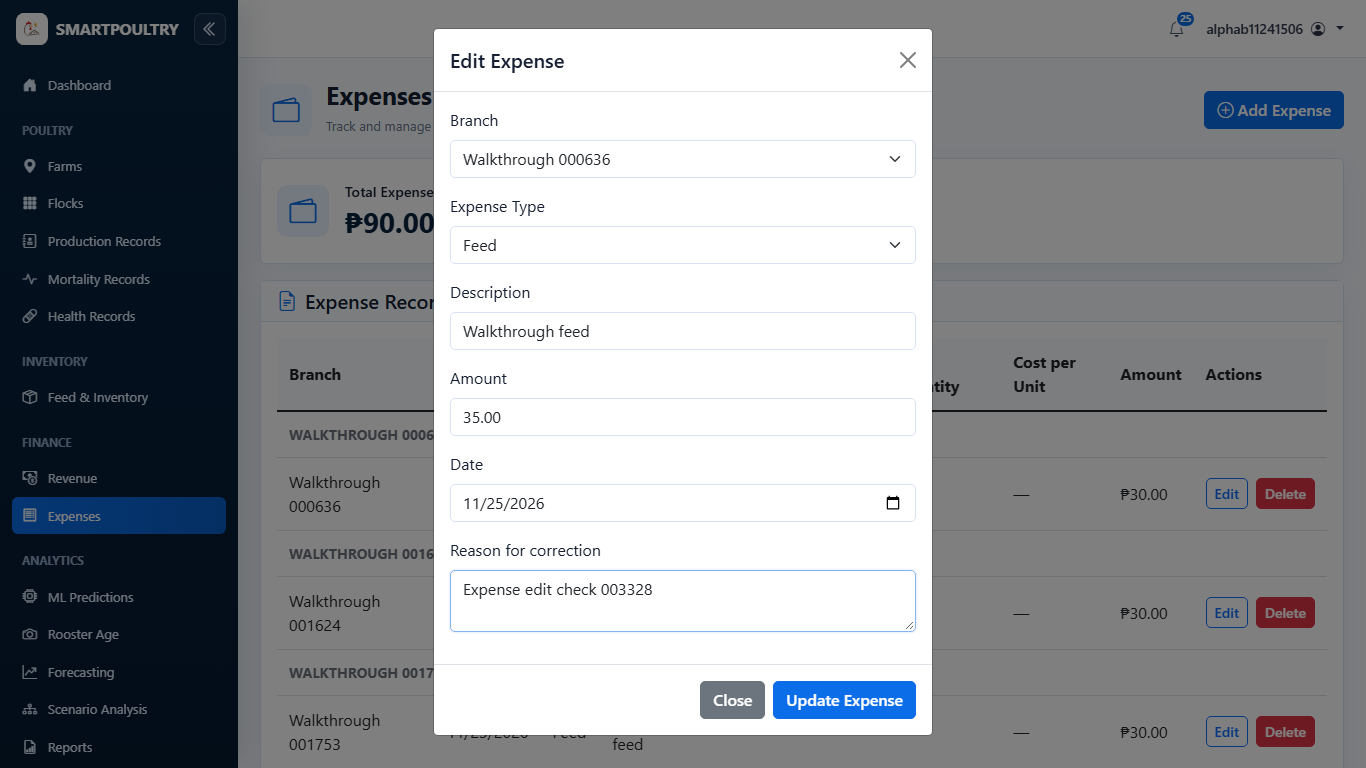 SMARTPOULTRY
25
alphab11241506
Dashboard
POULTRY
Farms
Flocks
Production Records
Mortality Records
Health Records
INVENTORY
Feed & Inventory
FINANCE
Revenue
Expenses
ANALYTICS
ML Predictions
Rooster Age
Forecasting
Scenario Analysis
Reports
Expenses
Track and manage
Add Expense
Total Expense
₱90.00
Expense Recor
Branch
Cost per
Unit
Amount
Actions
WALKTHROUGH 0006
Walkthrough
000636
—
₱30.00
Edit
Delete
WALKTHROUGH 0016
Walkthrough
001624
—
₱30.00
Edit
Delete
WALKTHROUGH 0017
Walkthrough
001753
feed
—
₱30.00
Edit
Delete
Edit Expense
Branch
Walkthrough 000636
Expense Type
Feed
Description
Walkthrough feed
Amount
35.00
Date
11/25/2026
Reason for correction
Expense edit check 003328
Close
Update Expense